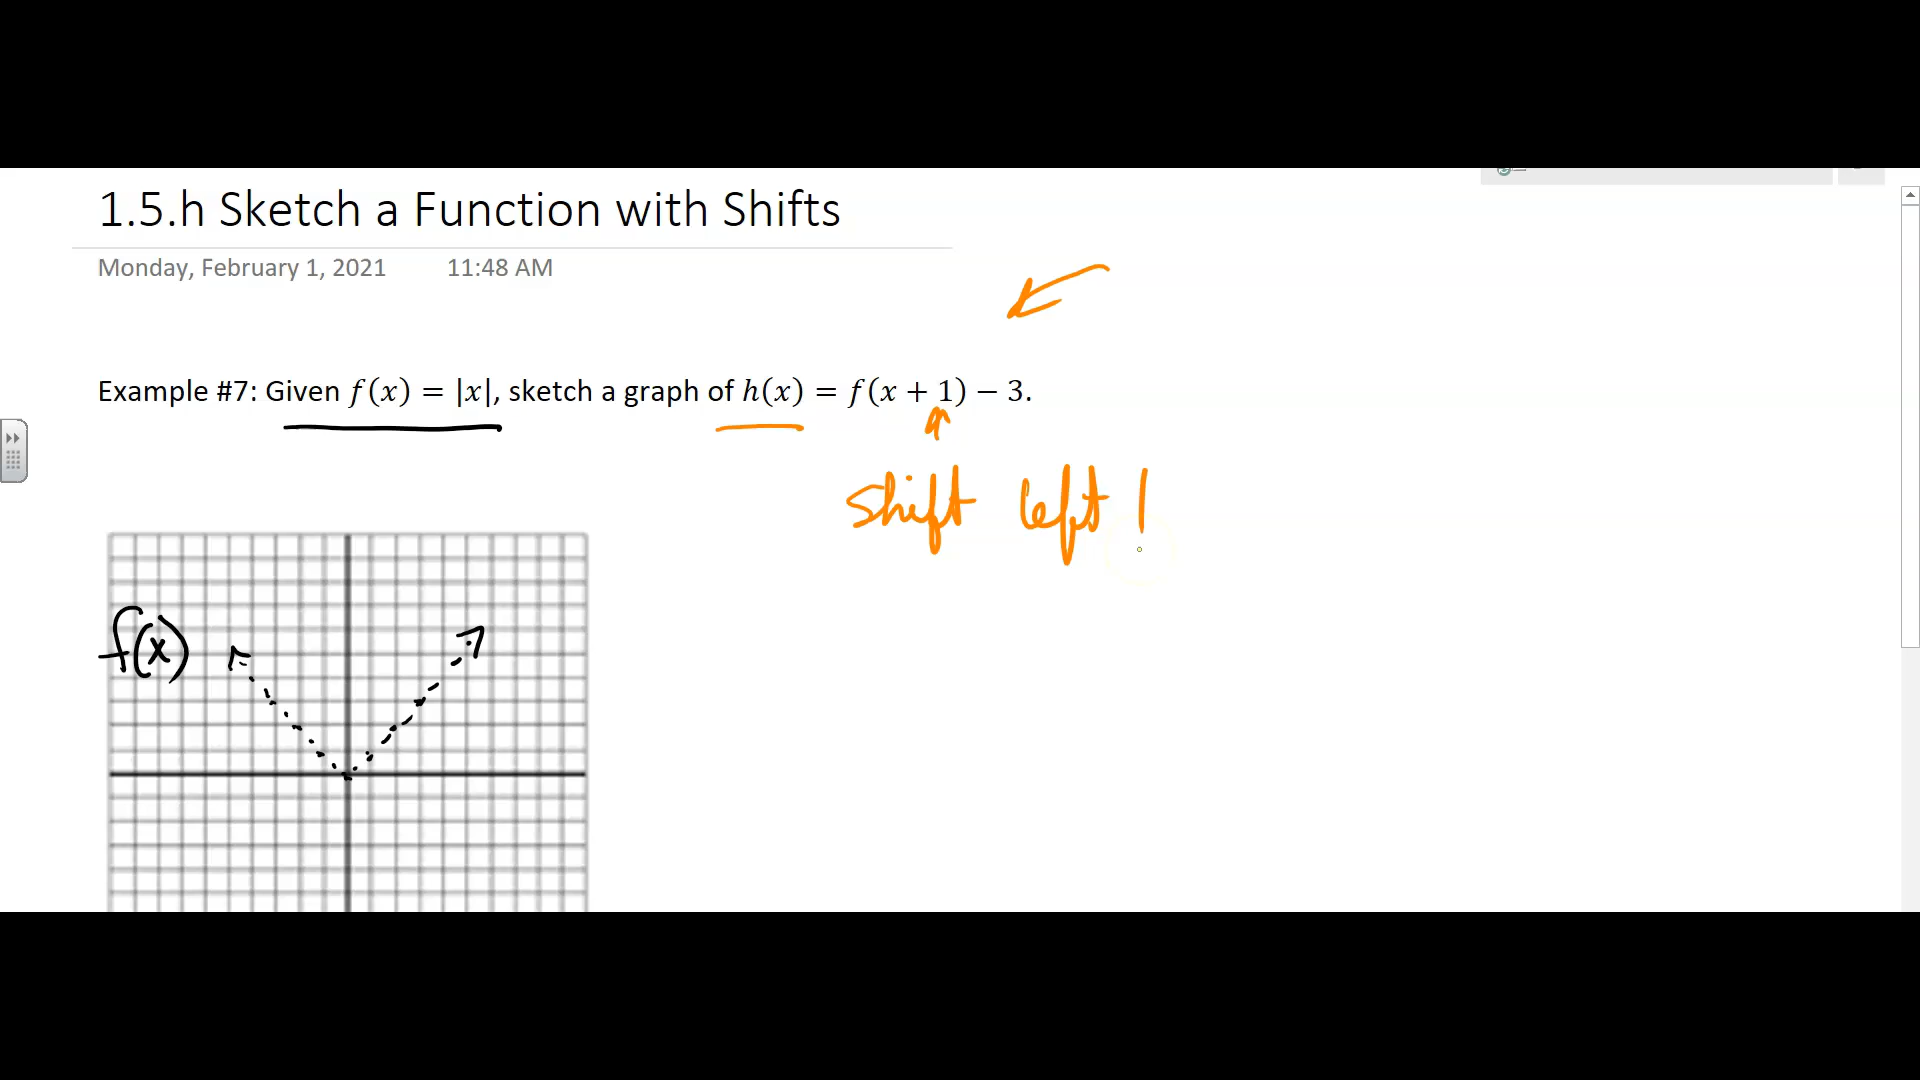 1.5.h Sketch a Function with Shifts
Monday, February 1, 2021 11:48 AM
Example #7: Given f(x) = |x|, sketch a graph of h(x) = f(x + 1) − 3.
Shift left 1
f(x)